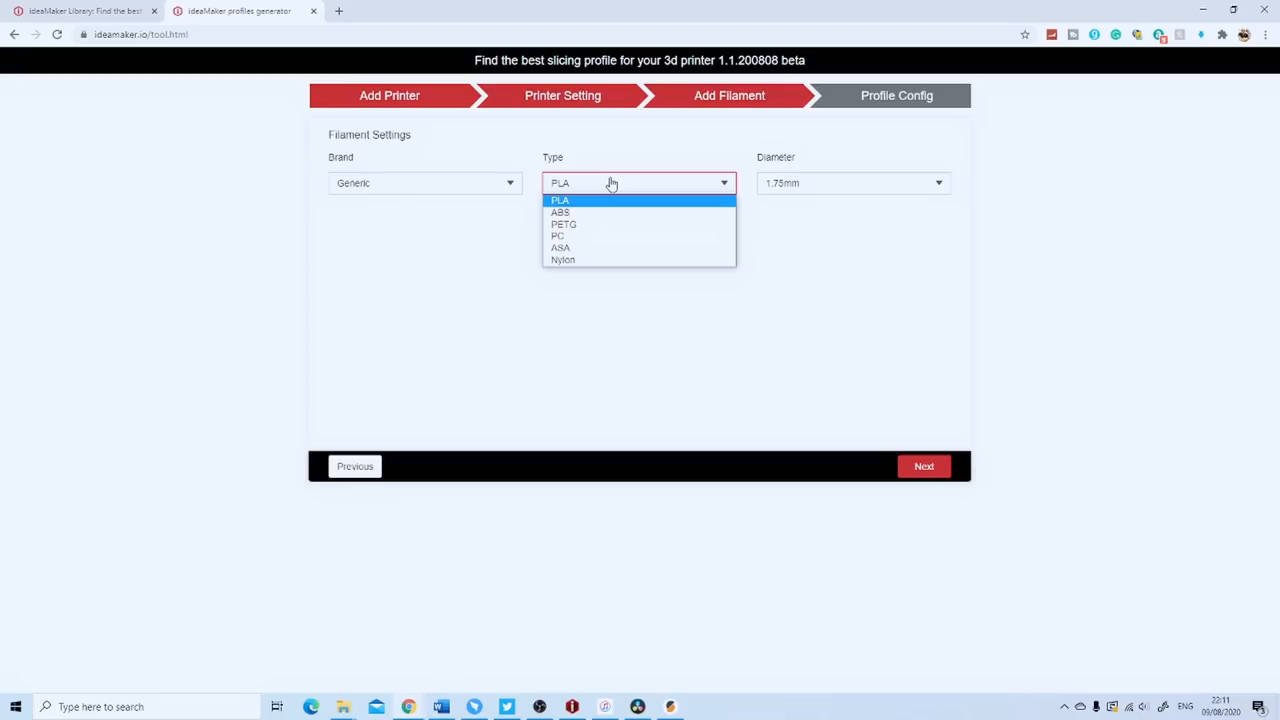 ideaMaker Library: Find the best
ideaMaker profiles generator
ideamaker.io/tool.html
Find the best slicing profile for your 3d printer 1.1.200808 beta
Add Printer
Printer Setting
Add Filament
Profile Config
Filament Settings
Brand
Type
Diameter
Generic
PLA
1.75mm
PLA
ABS
PETG
PC
ASA
Nylon
Previous
Next
Type here to search
ENG
22:11
09/08/2020